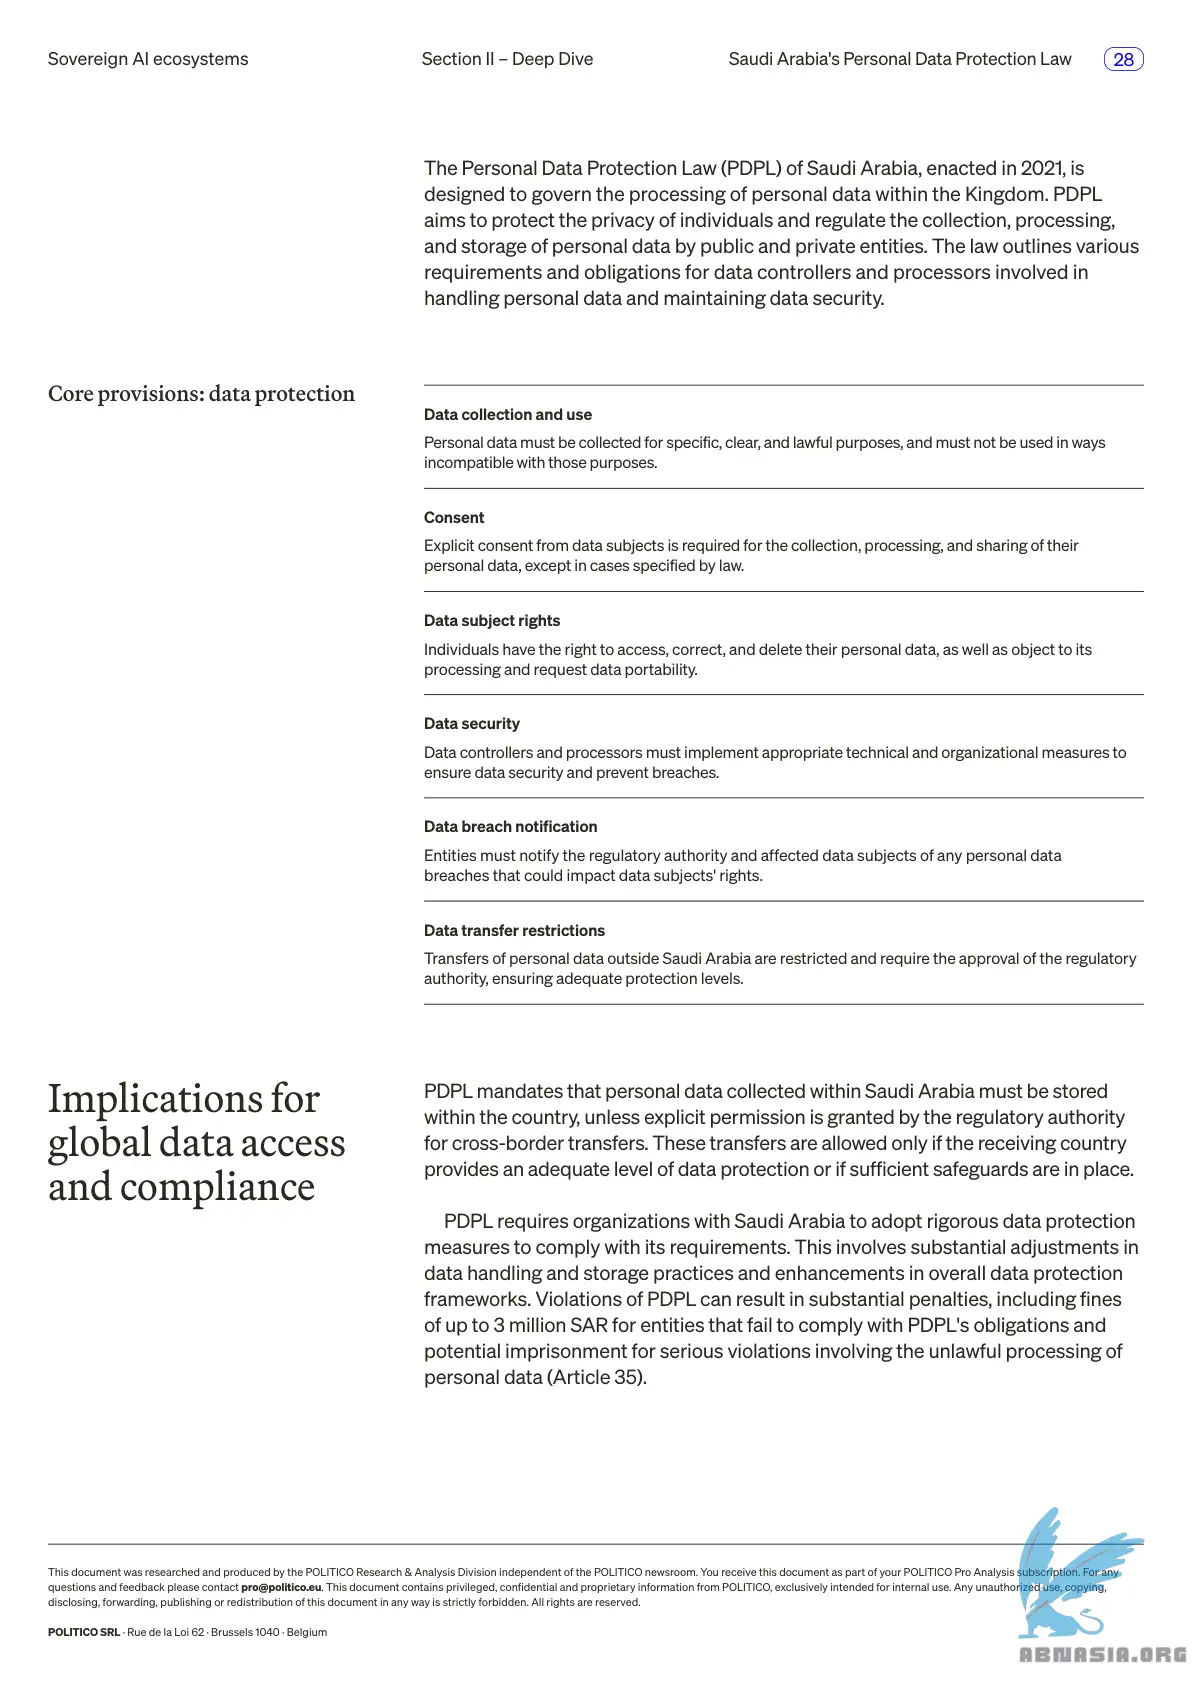 Sovereign AI ecosystems
Section II – Deep Dive
Saudi Arabia's Personal Data Protection Law
28
The Personal Data Protection Law (PDPL) of Saudi Arabia, enacted in 2021, is
designed to govern the processing of personal data within the Kingdom. PDPL
aims to protect the privacy of individuals and regulate the collection, processing,
and storage of personal data by public and private entities. The law outlines various
requirements and obligations for data controllers and processors involved in
handling personal data and maintaining data security.
Core provisions: data protection
Data collection and use
Personal data must be collected for specific, clear, and lawful purposes, and must not be used in ways
incompatible with those purposes.
Consent
Explicit consent from data subjects is required for the collection, processing, and sharing of their
personal data, except in cases specified by law.
Data subject rights
Individuals have the right to access, correct, and delete their personal data, as well as object to its
processing and request data portability.
Data security
Data controllers and processors must implement appropriate technical and organizational measures to
ensure data security and prevent breaches.
Data breach notification
Entities must notify the regulatory authority and affected data subjects of any personal data
breaches that could impact data subjects' rights.
Data transfer restrictions
Transfers of personal data outside Saudi Arabia are restricted and require the approval of the regulatory
authority, ensuring adequate protection levels.
Implications for
global data access
and compliance
PDPL mandates that personal data collected within Saudi Arabia must be stored
within the country, unless explicit permission is granted by the regulatory authority
for cross-border transfers. These transfers are allowed only if the receiving country
provides an adequate level of data protection or if sufficient safeguards are in place.
PDPL requires organizations with Saudi Arabia to adopt rigorous data protection
measures to comply with its requirements. This involves substantial adjustments in
data handling and storage practices and enhancements in overall data protection
frameworks. Violations of PDPL can result in substantial penalties, including fines
of up to 3 million SAR for entities that fail to comply with PDPL's obligations and
potential imprisonment for serious violations involving the unlawful processing of
personal data (Article 35).
This document was researched and produced by the POLITICO Research & Analysis Division independent of the POLITICO newsroom. You receive this document as part of your POLITICO Pro Analysis subscription. For any
questions and feedback please contact pro@politico.eu. This document contains privileged, confidential and proprietary information from POLITICO, exclusively intended for internal use. Any unauthorized use, copying,
disclosing, forwarding, publishing or redistribution of this document in any way is strictly forbidden. All rights are reserved.
POLITICO SRL · Rue de la Loi 62 · Brussels 1040 · Belgium
ABNASIA.ORG